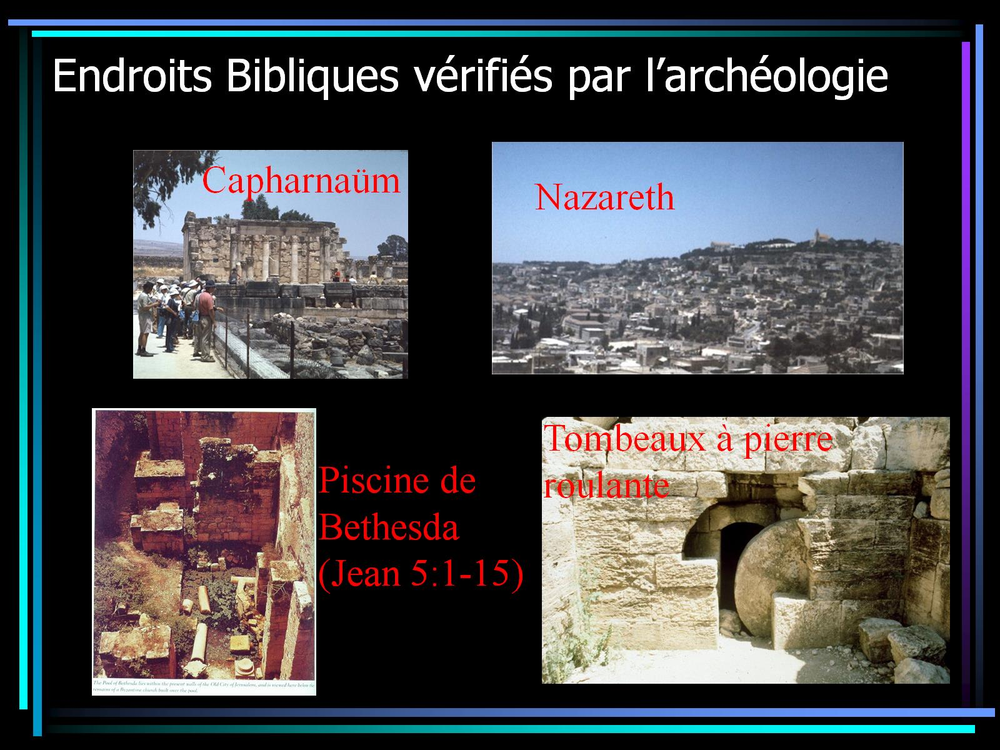 Endroits Bibliques vérifiés par l’archéologie
Capharnaüm
Nazareth
Piscine de
Bethesda
(Jean 5:1-15)
Tombeaux à pierre
roulante
The Pool of Bethesda lies within the present walls of the Old City of Jerusalem, and is viewed here below the
remains of a Byzantine church built over the pool.